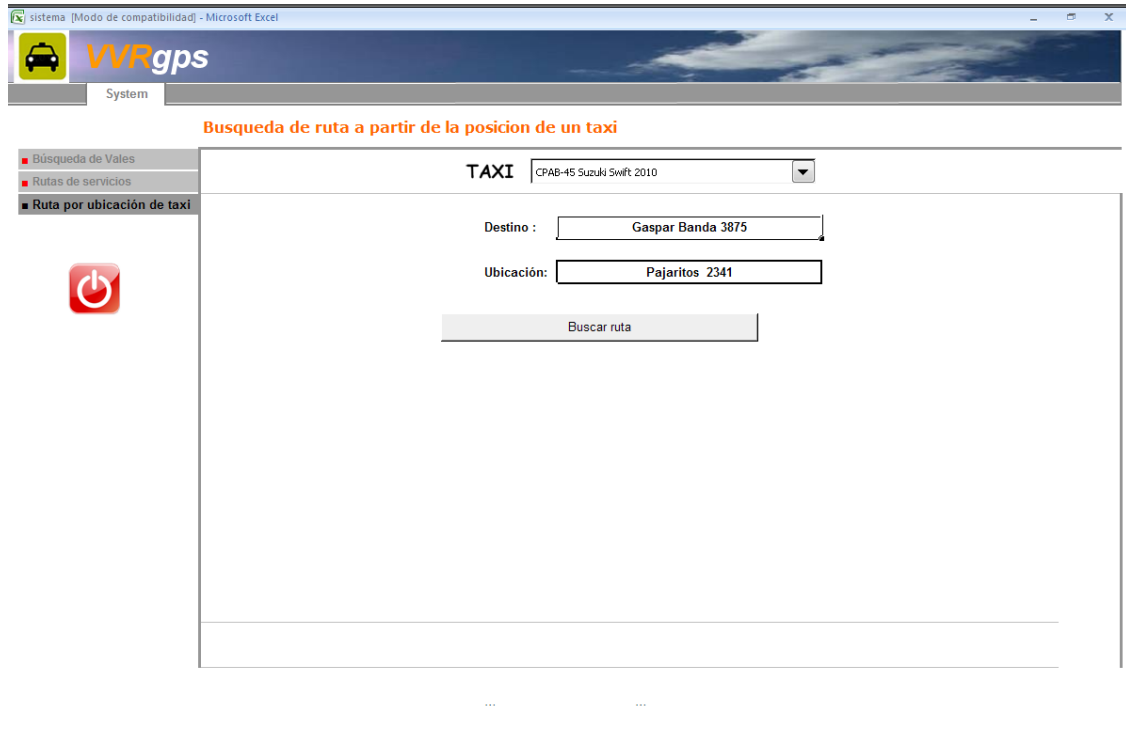 sistema [Modo de compatibilidad] - Microsoft Excel
VVRgps
System
Busqueda de ruta a partir de la posicion de un taxi
Búsqueda de Vales
Rutas de servicios
Ruta por ubicación de taxi
TAXI CPAB-45 Suzuki Swift 2010
Destino : Gaspar Banda 3875
Ubicación: Pajaritos 2341
Buscar ruta
... ...